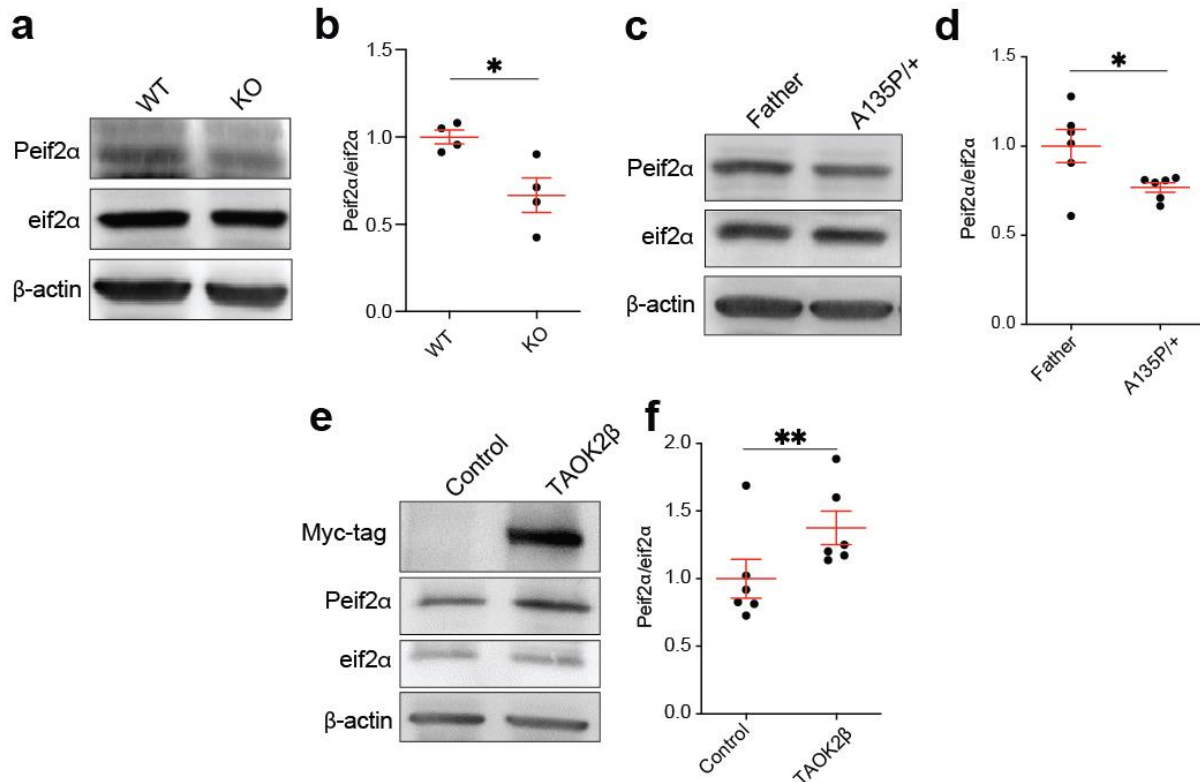 a
WT KO
Peif2α
eif2α
β-actin
b
*
Peif2α/eif2α
1.5
1.0
0.5
0.0
WT KO
c
Father A135P/+
Peif2α
eif2α
β-actin
d
*
Peif2α/eif2α
1.5
1.0
0.5
0.0
Father A135P/+
e
Control TAOK2β
Myc-tag
Peif2α
eif2α
β-actin
f
**
Peif2α/eif2α
2.0
1.5
1.0
0.5
0.0
Control TAOK2β